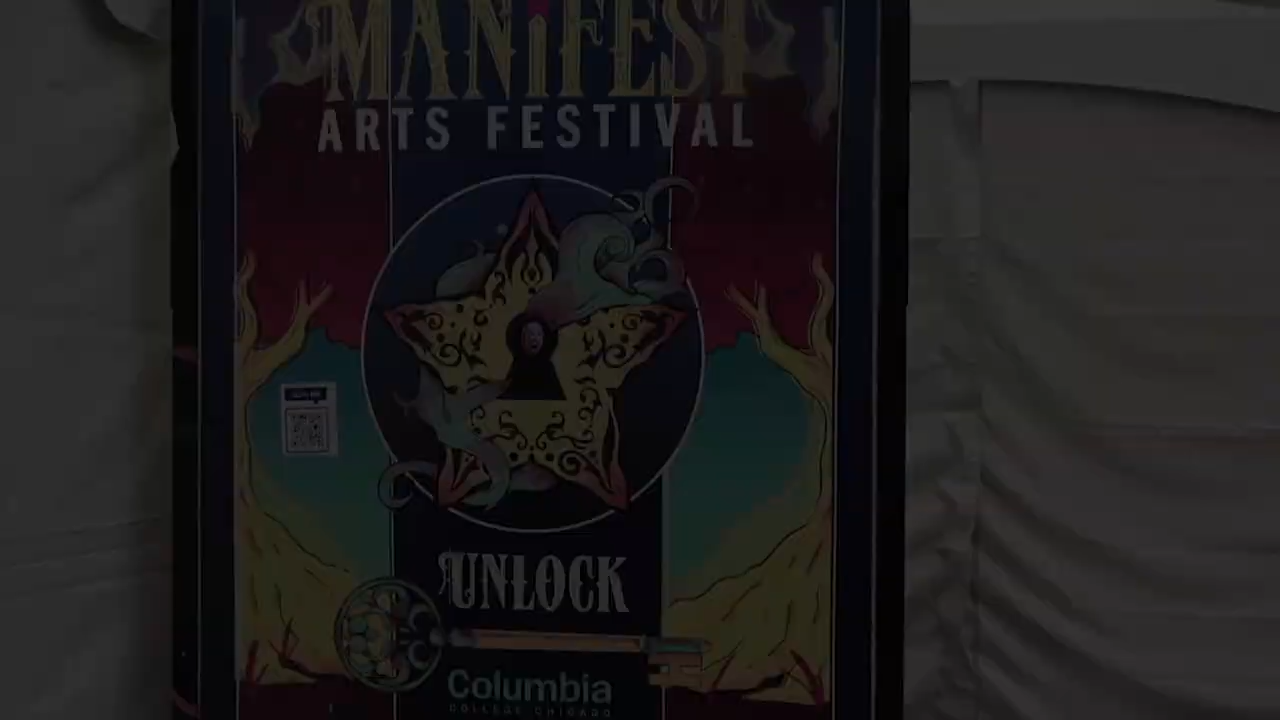 MANiFEST
ARTS FESTIVAL
UNLOCK
Columbia
COLLEGE CHICAGO